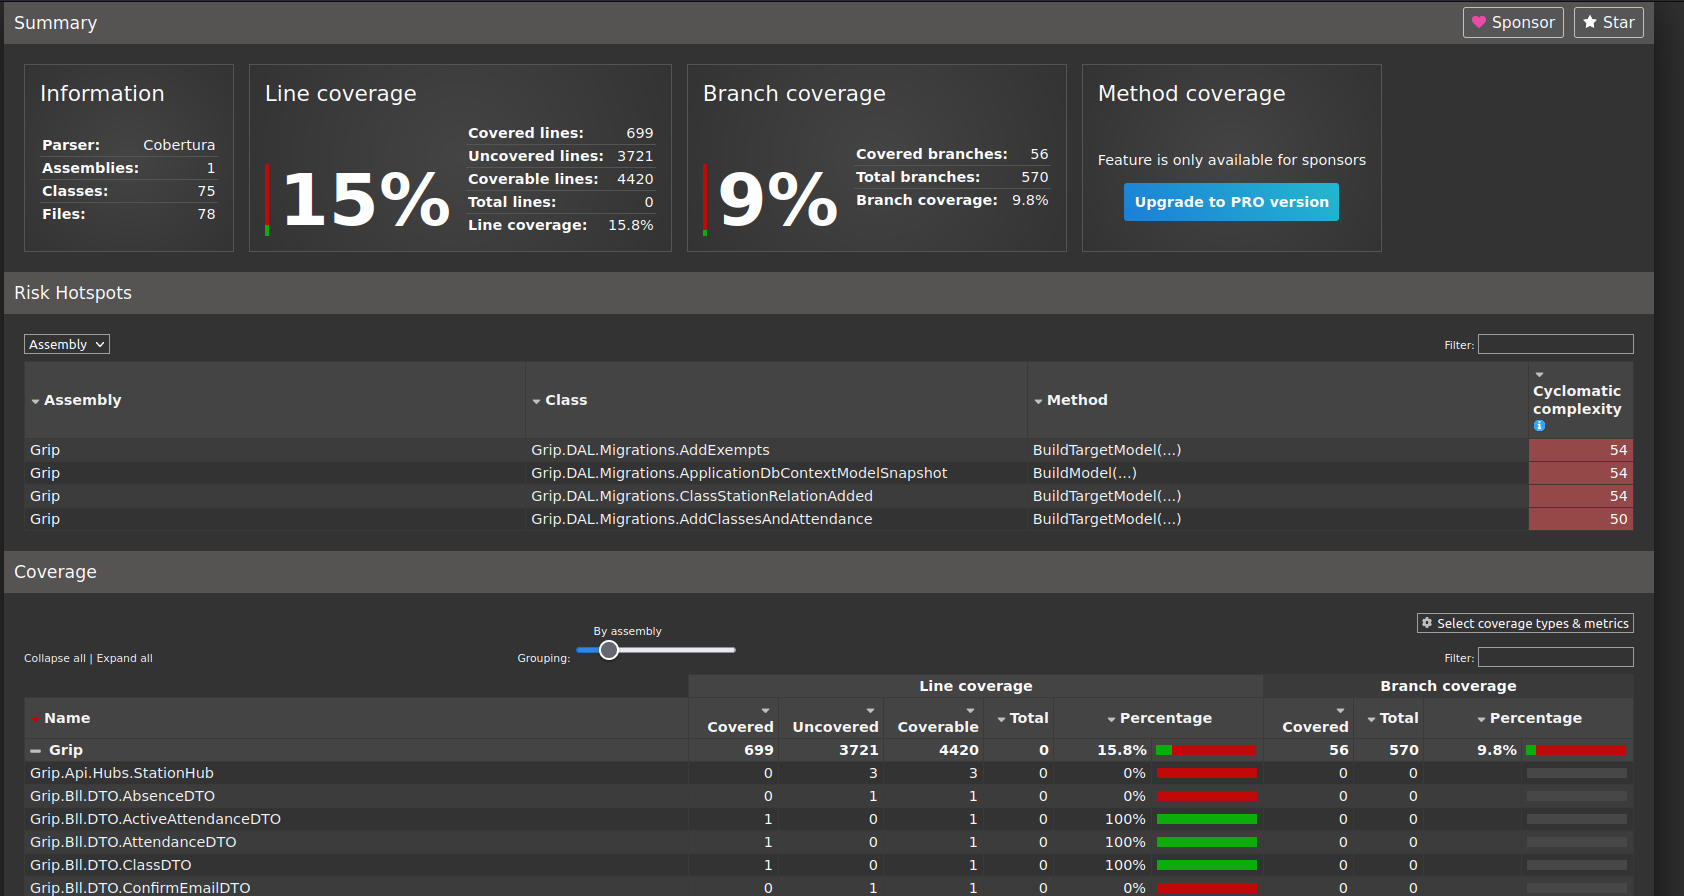 Summary
Sponsor
Star
Information
Parser: Cobertura
Assemblies: 1
Classes: 75
Files: 78
Line coverage
15%
Covered lines: 699
Uncovered lines: 3721
Coverable lines: 4420
Total lines: 0
Line coverage: 15.8%
Branch coverage
9%
Covered branches: 56
Total branches: 570
Branch coverage: 9.8%
Method coverage
Feature is only available for sponsors
Upgrade to PRO version
Risk Hotspots
Assembly
Filter:
Assembly Class Method Cyclomatic complexity
Grip Grip.DAL.Migrations.AddExempts BuildTargetModel(...) 54
Grip Grip.DAL.Migrations.ApplicationDbContextModelSnapshot BuildModel(...) 54
Grip Grip.DAL.Migrations.ClassStationRelationAdded BuildTargetModel(...) 54
Grip Grip.DAL.Migrations.AddClassesAndAttendance BuildTargetModel(...) 50
Coverage
Select coverage types & metrics
By assembly
Collapse all | Expand all
Grouping:
Filter:
Line coverage Branch coverage
Name Covered Uncovered Coverable Total Percentage Covered Total Percentage
Grip 699 3721 4420 0 15.8% 56 570 9.8%
Grip.Api.Hubs.StationHub 0 3 3 0 0% 0 0
Grip.Bll.DTO.AbsenceDTO 0 1 1 0 0% 0 0
Grip.Bll.DTO.ActiveAttendanceDTO 1 0 1 0 100% 0 0
Grip.Bll.DTO.AttendanceDTO 1 0 1 0 100% 0 0
Grip.Bll.DTO.ClassDTO 1 0 1 0 100% 0 0
Grip.Bll.DTO.ConfirmEmailDTO 0 1 1 0 0% 0 0